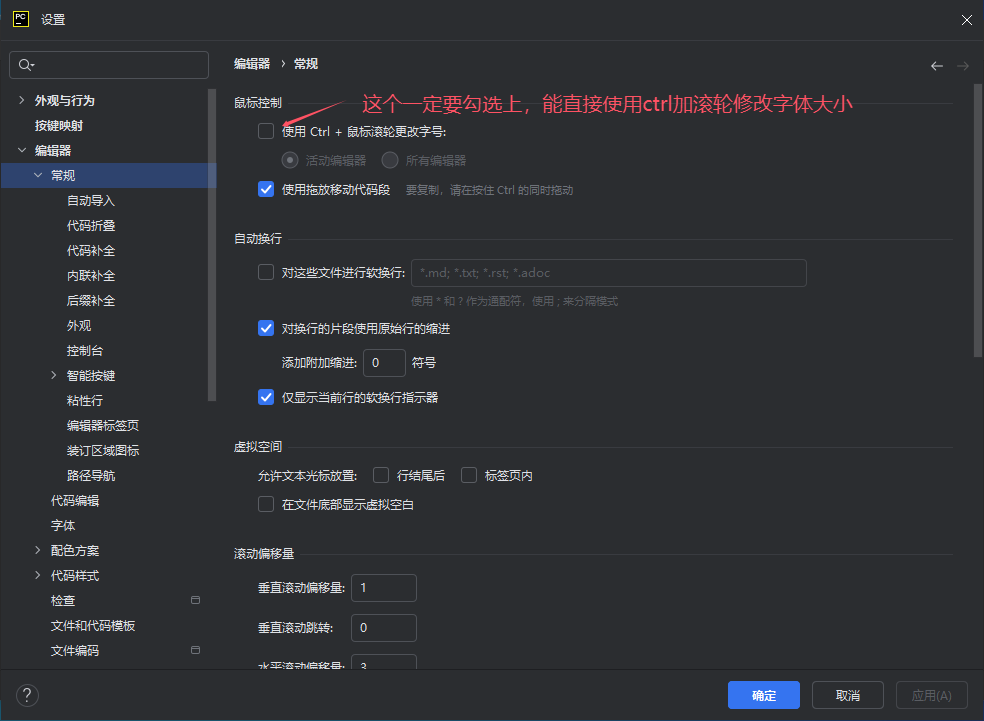 PC 设置
编辑器 › 常规
外观与行为
按键映射
编辑器
常规
自动导入
代码折叠
代码补全
内联补全
后缀补全
外观
控制台
智能按键
粘性行
编辑器标签页
装订区域图标
路径导航
代码编辑
字体
配色方案
代码样式
检查
文件和代码模板
文件编码
鼠标控制
这个一定要勾选上，能直接使用ctrl加滚轮修改字体大小
使用 Ctrl + 鼠标滚轮更改字号:
活动编辑器 所有编辑器
使用拖放移动代码段 要复制，请在按住 Ctrl 的同时拖动
自动换行
对这些文件进行软换行: *.md; *.txt; *.rst; *.adoc
使用 * 和 ? 作为通配符，使用 ; 来分隔模式
对换行的片段使用原始行的缩进
添加附加缩进: 0 符号
仅显示当前行的软换行指示器
虚拟空间
允许文本光标放置: 行结尾后 标签页内
在文件底部显示虚拟空白
滚动偏移量
垂直滚动偏移量: 1
垂直滚动跳转: 0
水平滚动偏移量: 3
? 确定 取消 应用(A)